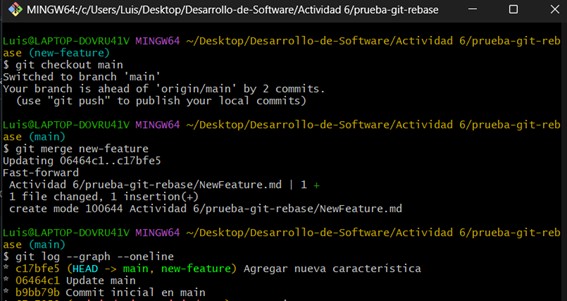 MINGW64:/c/Users/Luis/Desktop/Desarrollo-de-Software/Actividad 6/prueba-git-rebase
Luis@LAPTOP-DOVRU41V MINGW64 ~/Desktop/Desarrollo-de-Software/Actividad 6/prueba-git-reb
ase (new-feature)
$ git checkout main
Switched to branch 'main'
Your branch is ahead of 'origin/main' by 2 commits.
(use "git push" to publish your local commits)
Luis@LAPTOP-DOVRU41V MINGW64 ~/Desktop/Desarrollo-de-Software/Actividad 6/prueba-git-reb
ase (main)
$ git merge new-feature
Updating 06464c1..c17bfe5
Fast-forward
Actividad 6/prueba-git-rebase/NewFeature.md | 1 +
1 file changed, 1 insertion(+)
create mode 100644 Actividad 6/prueba-git-rebase/NewFeature.md
Luis@LAPTOP-DOVRU41V MINGW64 ~/Desktop/Desarrollo-de-Software/Actividad 6/prueba-git-reb
ase (main)
$ git log --graph --oneline
* c17bfe5 (HEAD -> main, new-feature) Agregar nueva caracteristica
* 06464c1 Update main
* b9bb79b Commit inicial en main